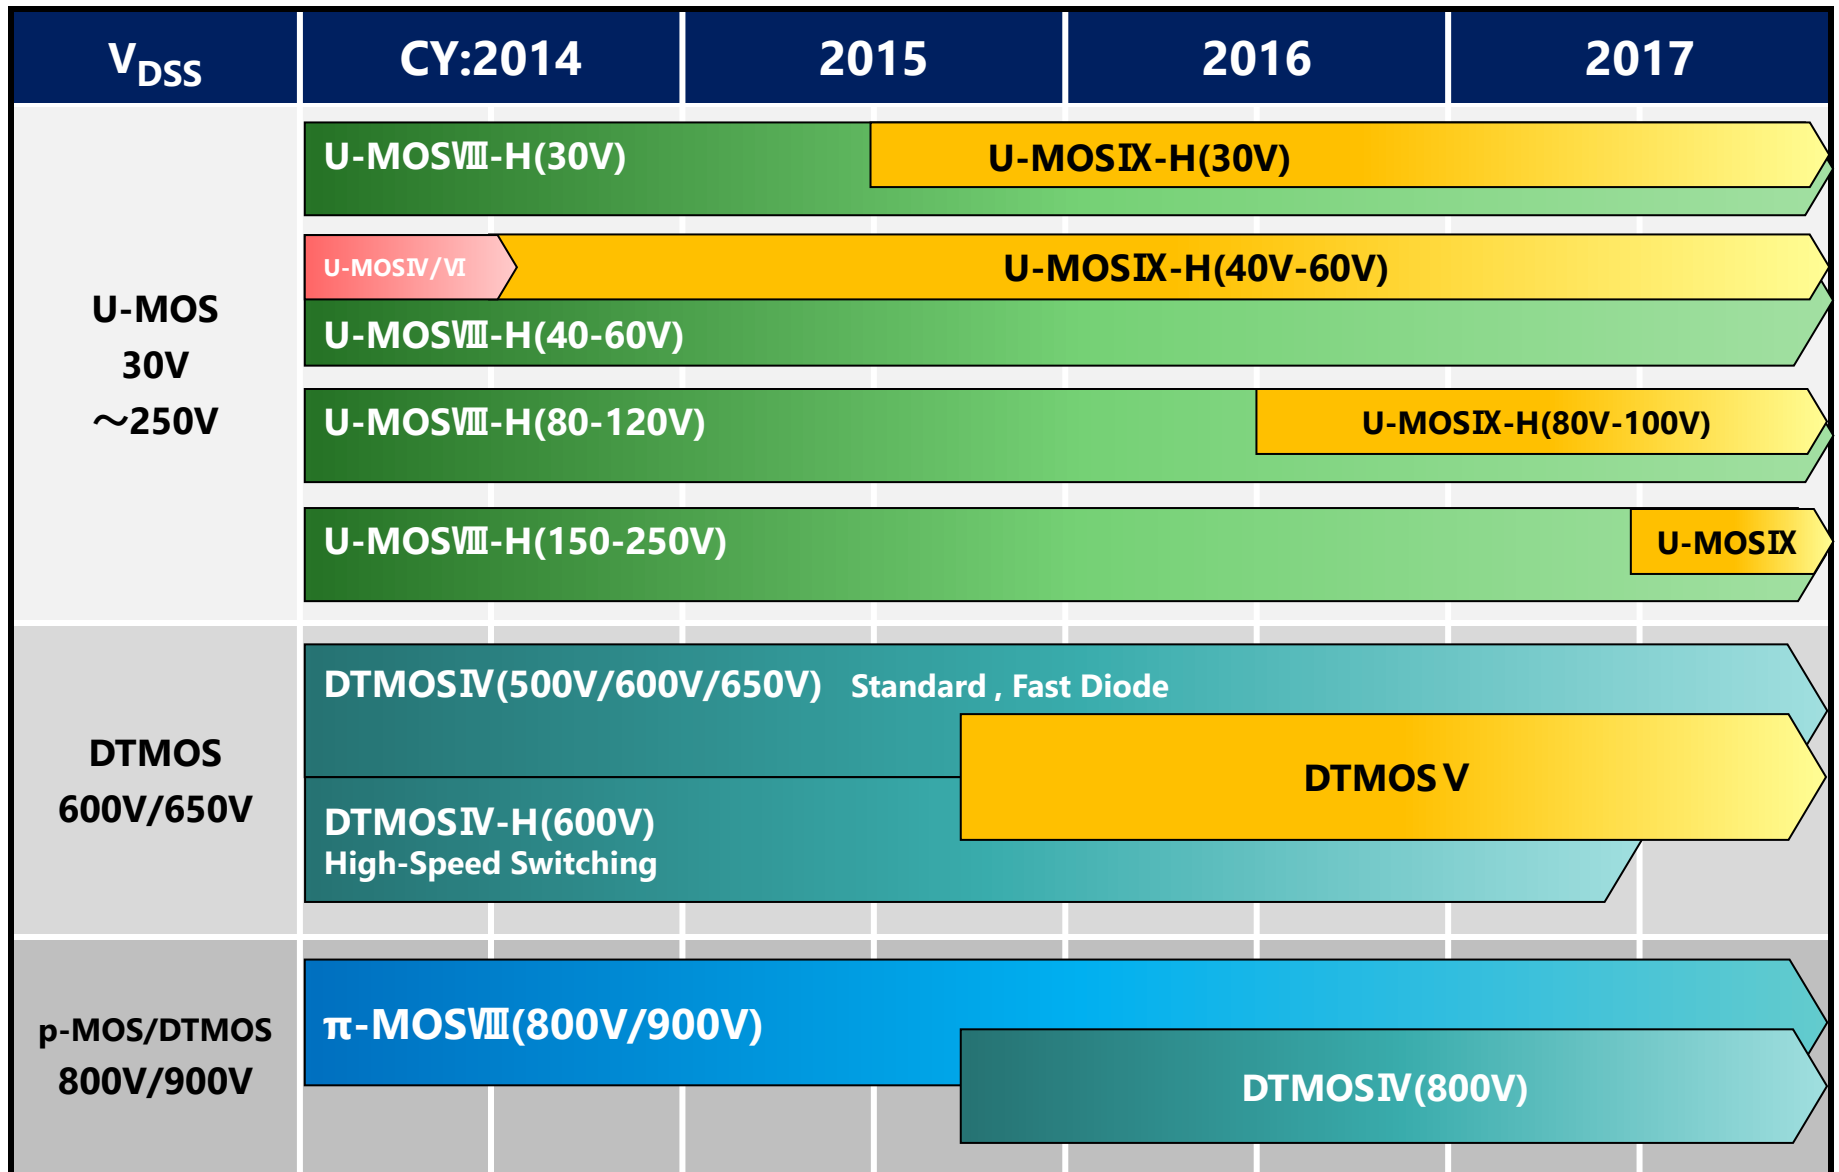 VDSS CY:2014 2015 2016 2017
U-MOS
30V
～250V
U-MOSⅧ-H(30V) U-MOSⅨ-H(30V)
U-MOSⅣ/Ⅵ U-MOSⅨ-H(40V-60V)
U-MOSⅧ-H(40-60V)
U-MOSⅧ-H(80-120V) U-MOSⅨ-H(80V-100V)
U-MOSⅧ-H(150-250V) U-MOSⅨ
DTMOS
600V/650V
DTMOSⅣ(500V/600V/650V) Standard , Fast Diode
DTMOSⅤ
DTMOSⅣ-H(600V)
High-Speed Switching
p-MOS/DTMOS
800V/900V
π-MOSⅧ(800V/900V)
DTMOSⅣ(800V)